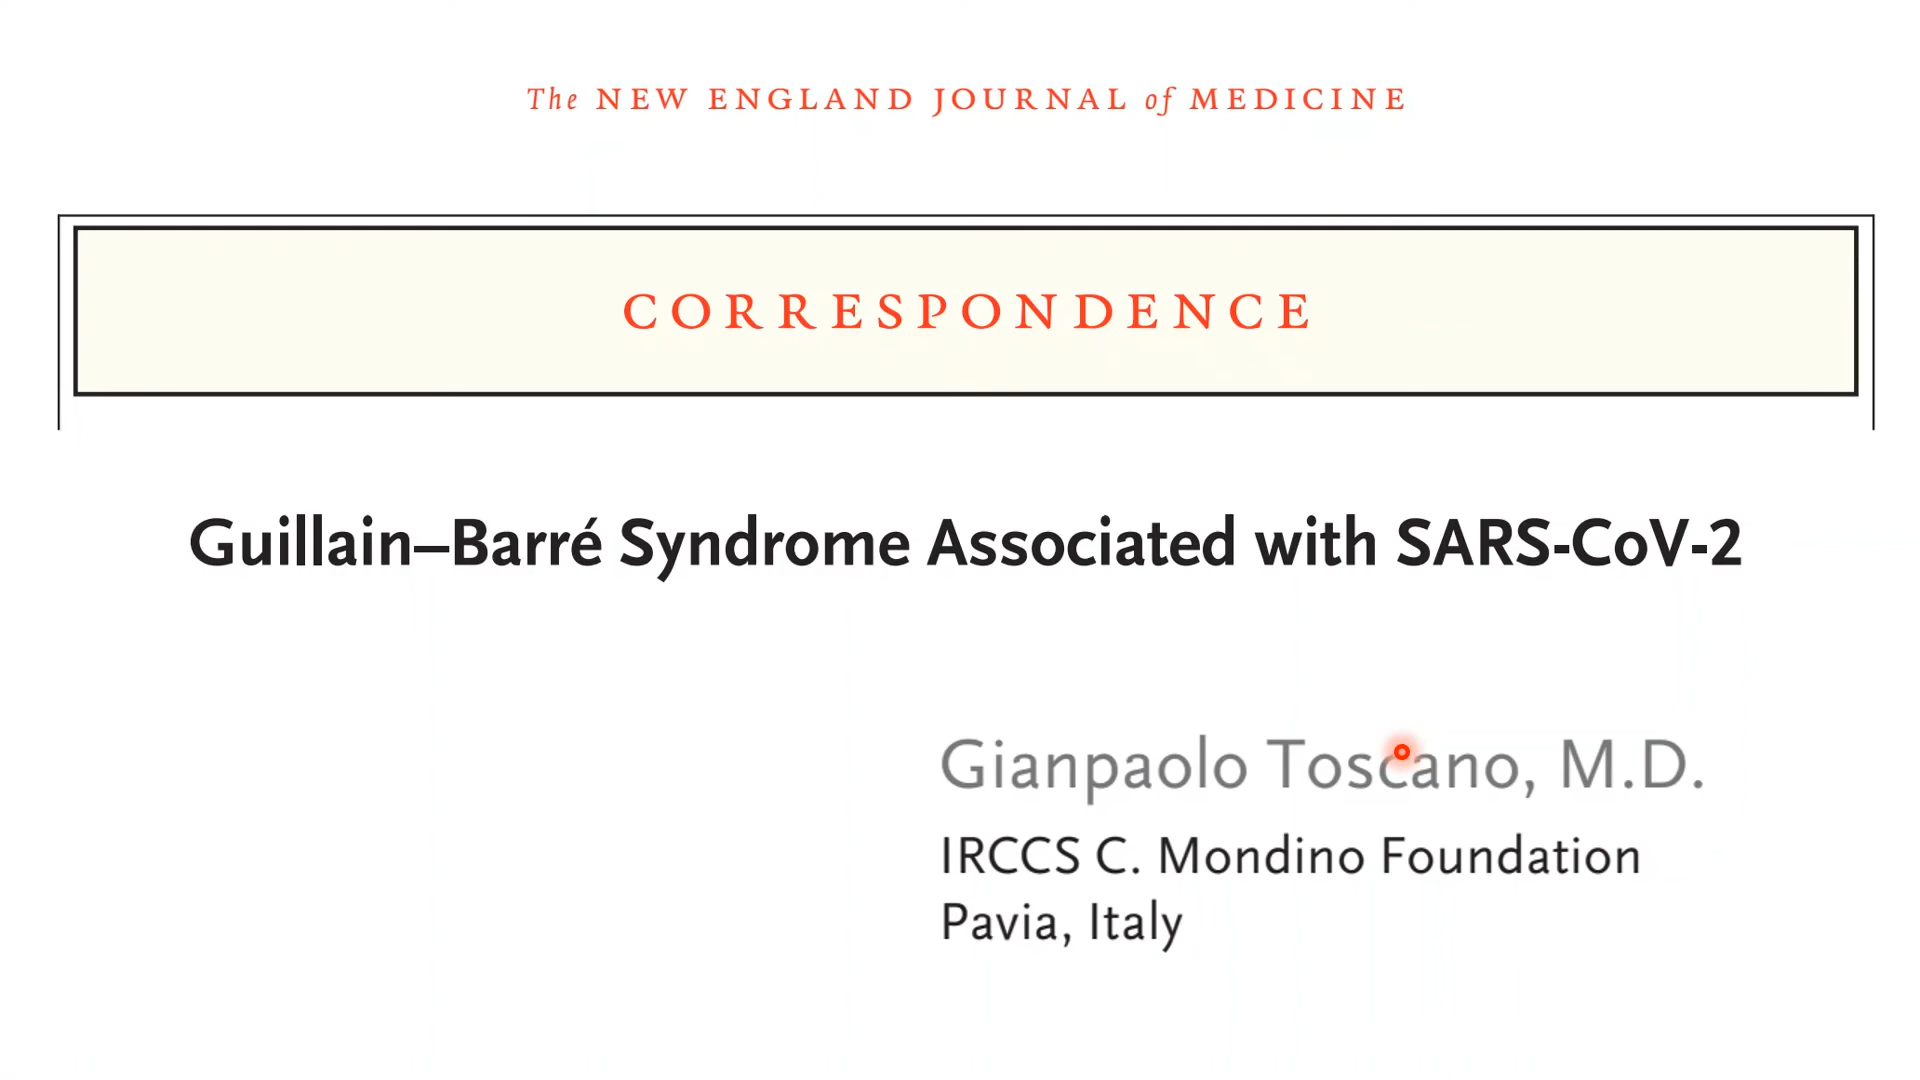 The NEW ENGLAND JOURNAL of MEDICINE
CORRESPONDENCE
Guillain–Barré Syndrome Associated with SARS-CoV-2
Gianpaolo Toscano, M.D.
IRCCS C. Mondino Foundation
Pavia, Italy